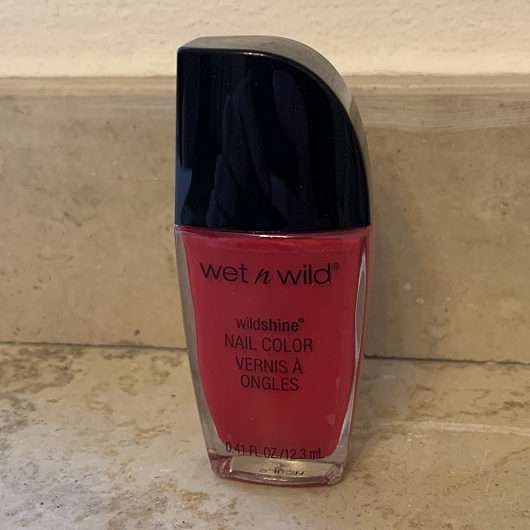 wet n wild®
wildshine®
NAIL COLOR
VERNIS À
ONGLES
0.41 FL.OZ./12.3 mL